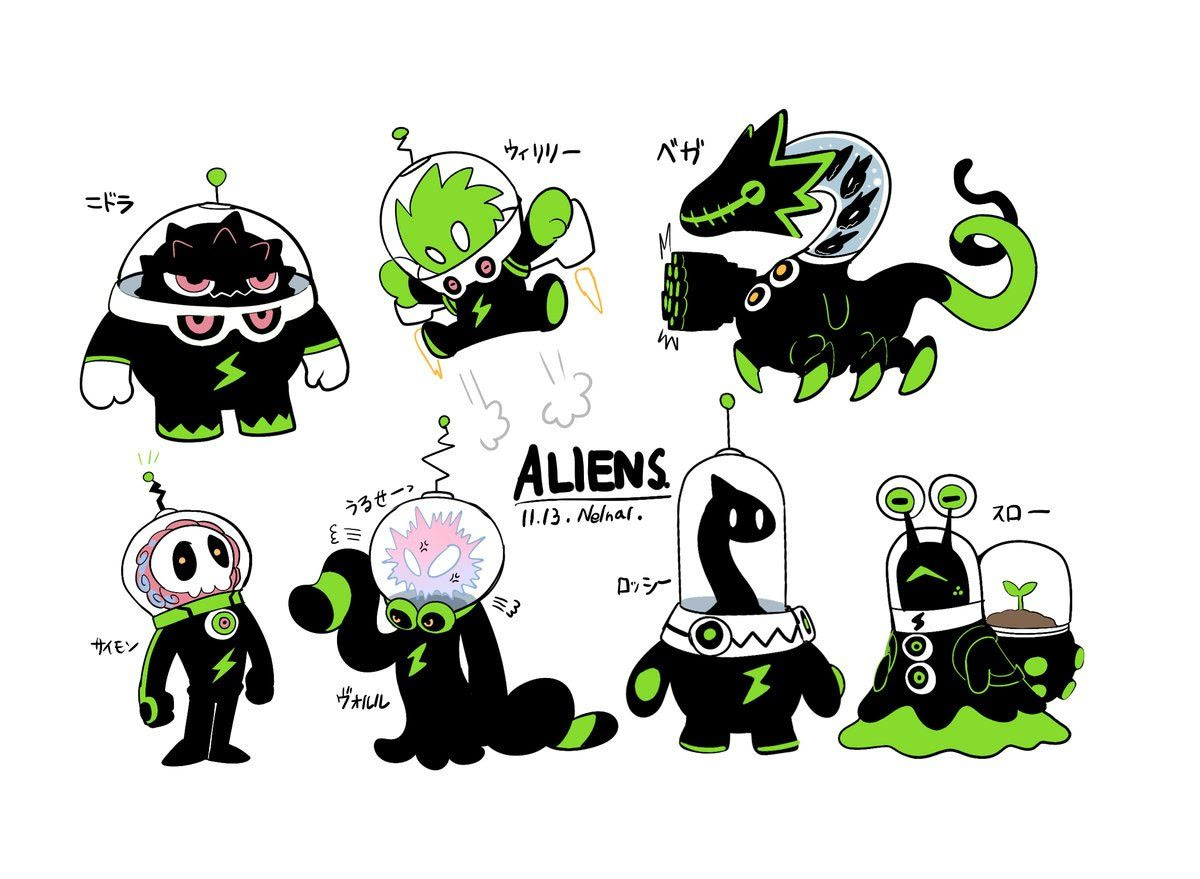 ニドラ
ウィリリー
ベガ
ALIENS.
11.13. Nelnal.
サイモン
うるせーっ
ヴォルル
ロッシー
スロー